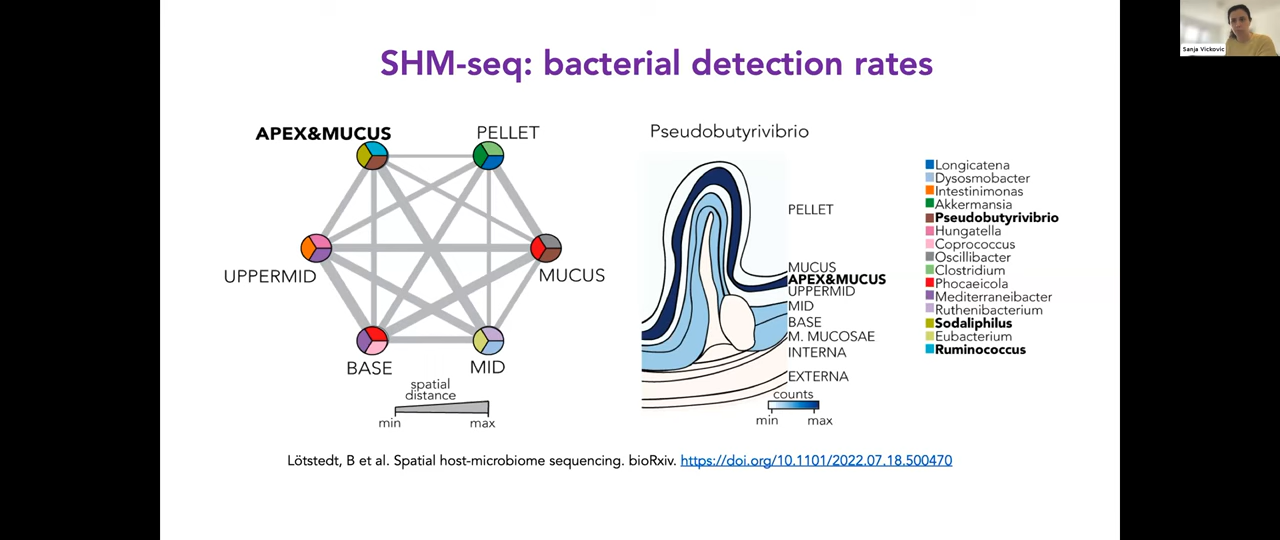 Sanja Vickovic
SHM-seq: bacterial detection rates
APEX&MUCUS
PELLET
UPPERMID
MUCUS
BASE
MID
spatial
distance
min
max
Pseudobutyrivibrio
PELLET
MUCUS
APEX&MUCUS
UPPERMID
MID
BASE
M. MUCOSAE
INTERNA
EXTERNA
counts
min
max
Longicatena
Dysosmobacter
Intestinimonas
Akkermansia
Pseudobutyrivibrio
Hungatella
Coprococcus
Oscillibacter
Clostridium
Phocaeicola
Mediterraneibacter
Ruthenibacterium
Sodaliphilus
Eubacterium
Ruminococcus
Lötstedt, B et al. Spatial host-microbiome sequencing. bioRxiv. https://doi.org/10.1101/2022.07.18.500470